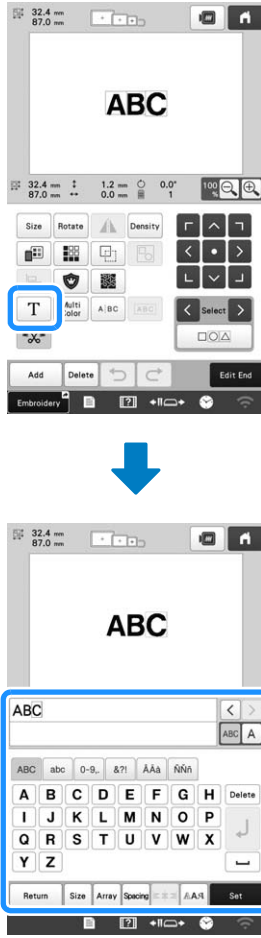 32.4 mm
87.0 mm
ABC
32.4 mm 1.2 mm 0.0°
87.0 mm 0.0 mm 1
100 %
Size Rotate Density
T Multi Color A|BC ABC
Select
Add Delete Edit End
Embroidery [?]
32.4 mm
87.0 mm
ABC
ABC
ABC A
ABC abc 0-9,. &?! ÄÅà ÑÑñ
A B C D E F G H Delete
I J K L M N O P
Q R S T U V W X
Y Z
Return Size Array Spacing AAA Set
[?]